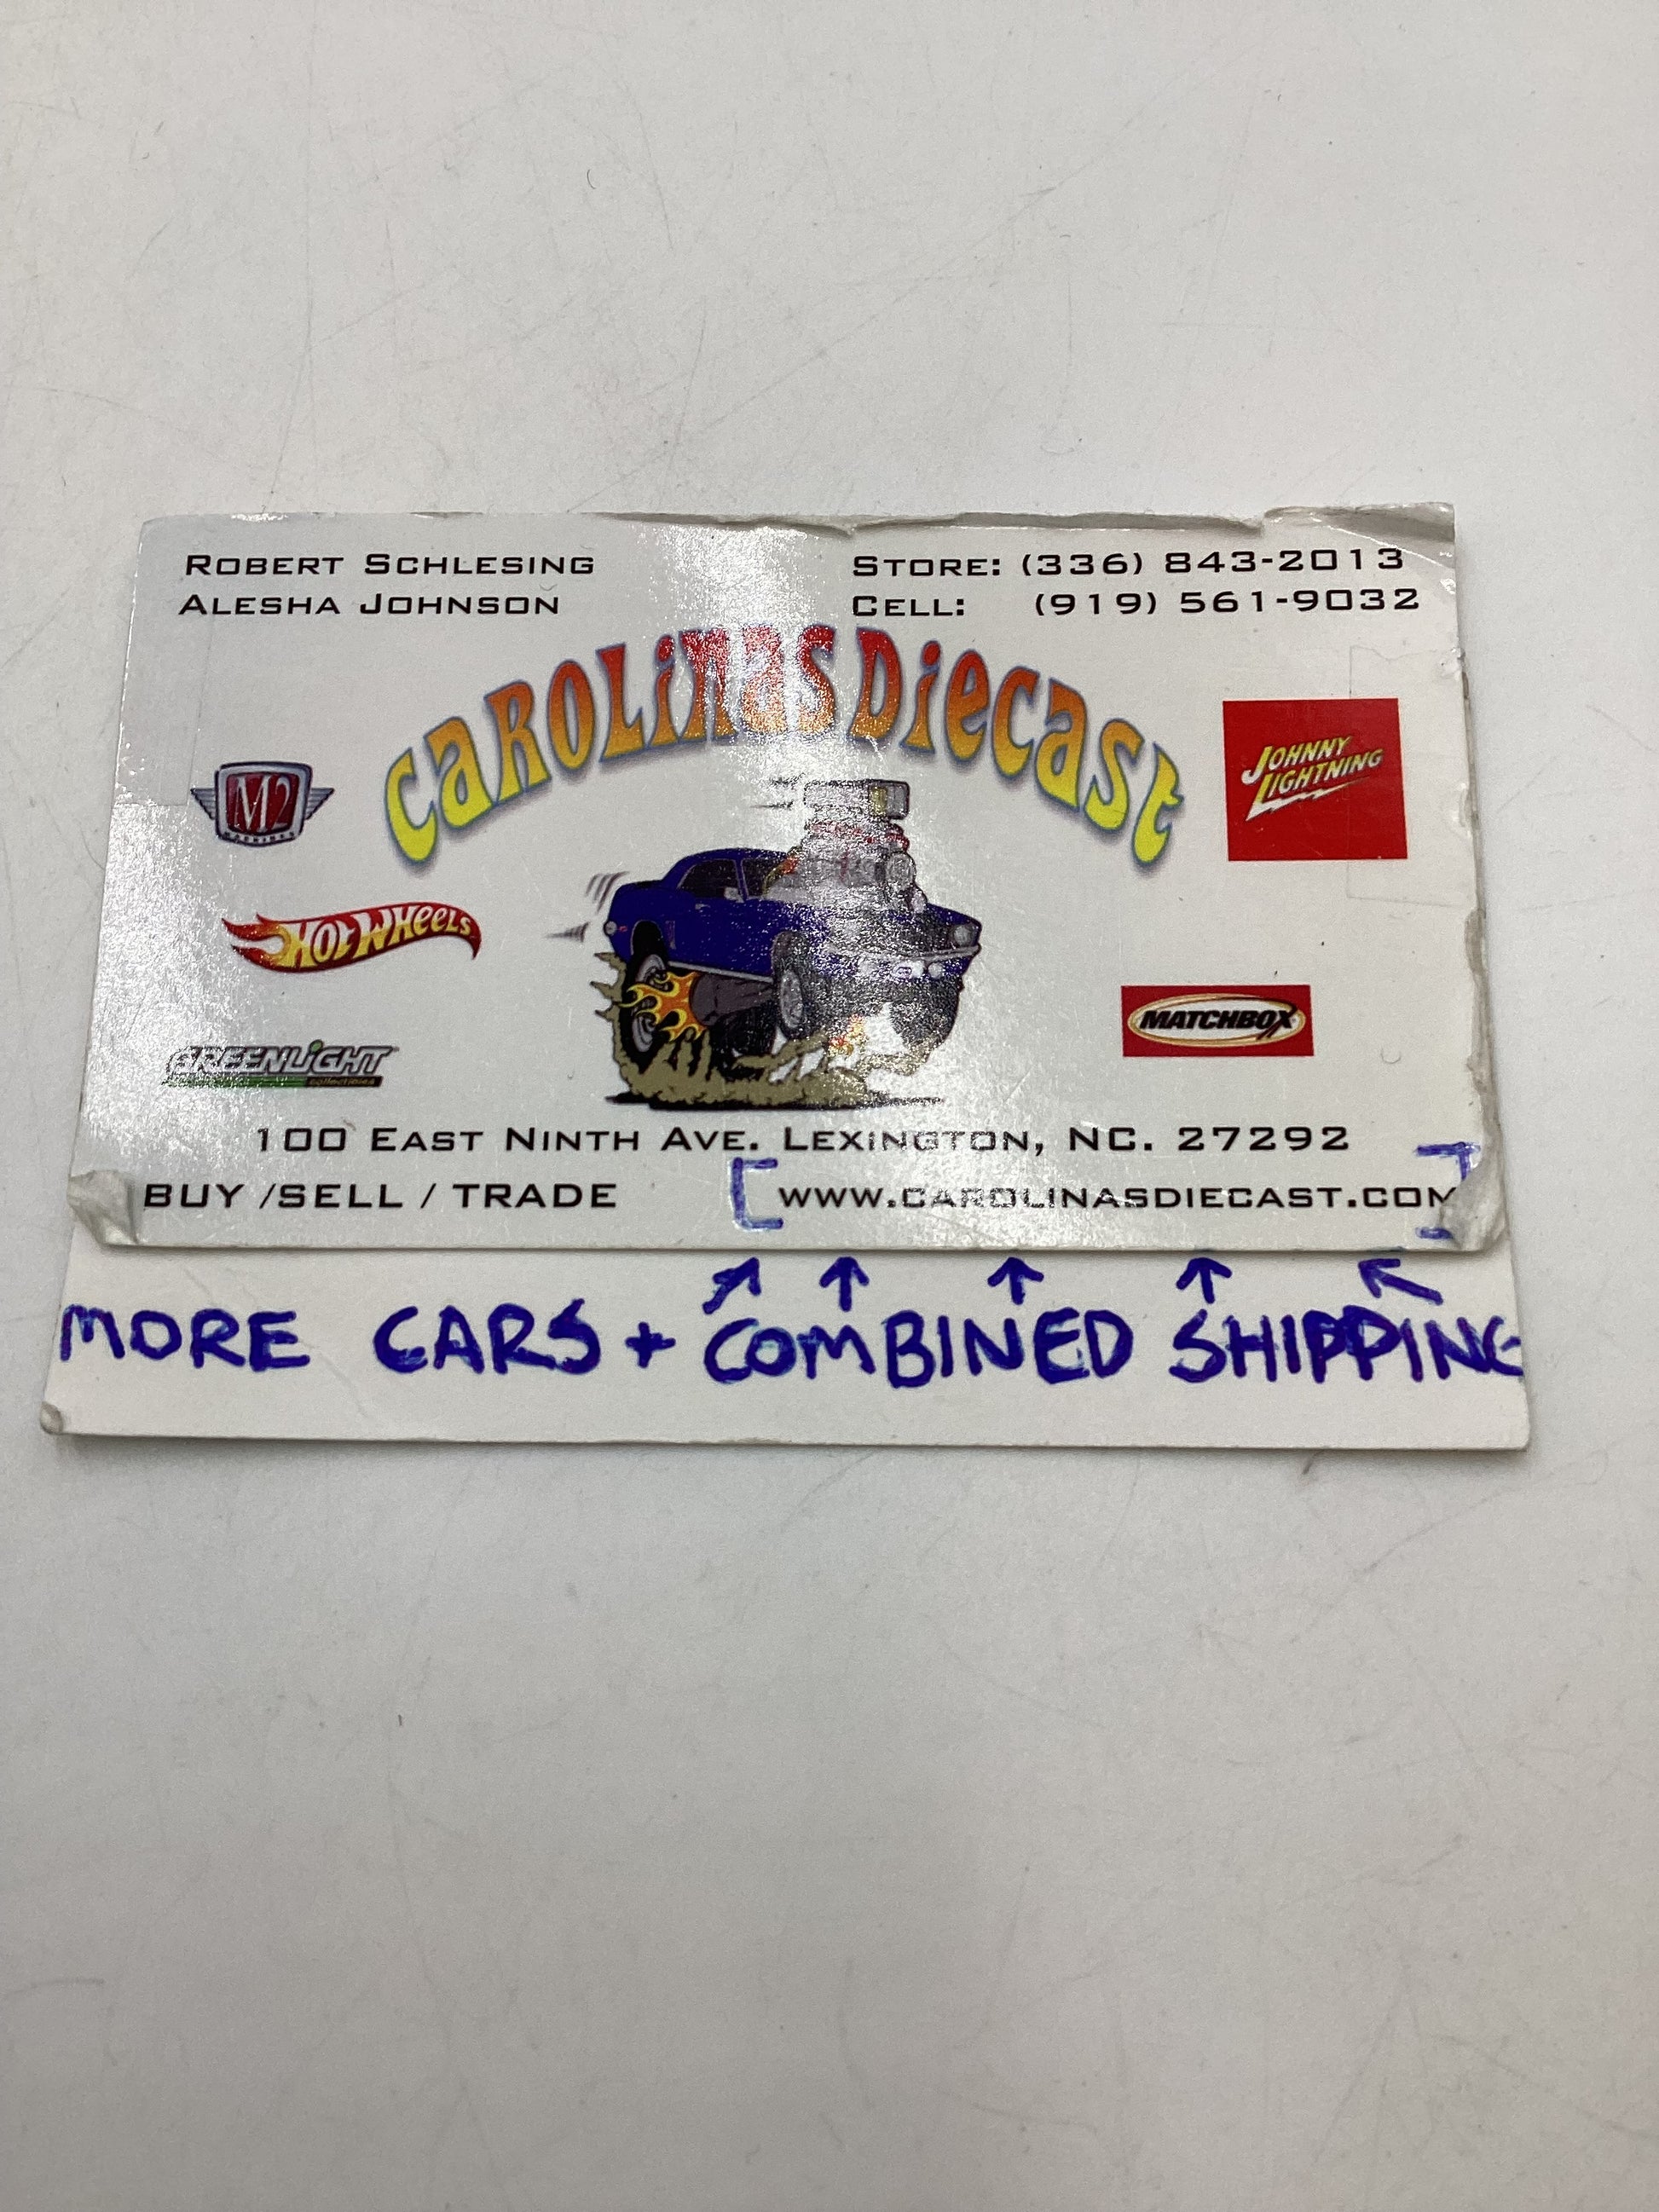 ROBERT SCHLESING
ALESHA JOHNSON
STORE: (336) 843-2013
CELL: (919) 561-9032
CAROLINAS DIECAST
M2
MACHINES
JOHNNY
LIGHTNING
HOT WHEELS
MATCHBOX
GREENLIGHT
collectibles
100 EAST NINTH AVE. LEXINGTON, NC. 27292
BUY /SELL / TRADE [WWW.CAROLINASDIECAST.COM]
MORE CARS + COMBINED SHIPPING